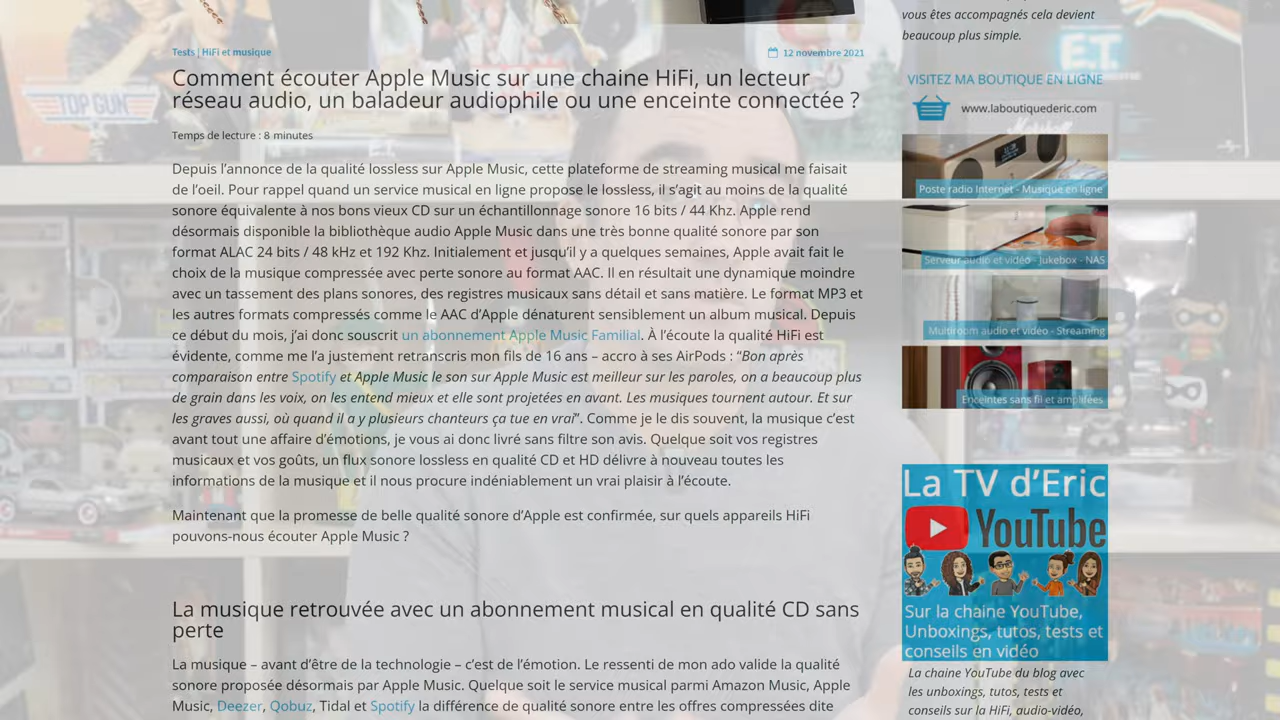 vous êtes accompagnés cela devient
beaucoup plus simple.
Tests | HiFi et musique
12 novembre 2021
Comment écouter Apple Music sur une chaine HiFi, un lecteur
réseau audio, un baladeur audiophile ou une enceinte connectée ?
Temps de lecture : 8 minutes
Depuis l’annonce de la qualité lossless sur Apple Music, cette plateforme de streaming musical me faisait
de l’oeil. Pour rappel quand un service musical en ligne propose le lossless, il s’agit au moins de la qualité
sonore équivalente à nos bons vieux CD sur un échantillonnage sonore 16 bits / 44 Khz. Apple rend
désormais disponible la bibliothèque audio Apple Music dans une très bonne qualité sonore par son
format ALAC 24 bits / 48 kHz et 192 Khz. Initialement et jusqu’il y a quelques semaines, Apple avait fait le
choix de la musique compressée avec perte sonore au format AAC. Il en résultait une dynamique moindre
avec un tassement des plans sonores, des registres musicaux sans détail et sans matière. Le format MP3 et
les autres formats compressés comme le AAC d’Apple dénaturent sensiblement un album musical. Depuis
ce début du mois, j’ai donc souscrit un abonnement Apple Music Familial. À l’écoute la qualité HiFi est
évidente, comme me l’a justement retranscris mon fils de 16 ans – accro à ses AirPods : “Bon après
comparaison entre Spotify et Apple Music le son sur Apple Music est meilleur sur les paroles, on a beaucoup plus
de grain dans les voix, on les entend mieux et elle sont projetées en avant. Les musiques tournent autour. Et sur
les graves aussi, ou quand il a y plusieurs chanteurs ça tue en vrai”. Comme je le dis souvent, la musique c’est
avant tout une affaire d’émotions, je vous ai donc livré sans filtre son avis. Quelque soit vos registres
musicaux et vos goûts, un flux sonore lossless en qualité CD et HD délivre à nouveau toutes les
informations de la musique et il nous procure indéniablement un vrai plaisir à l’écoute.
Maintenant que la promesse de belle qualité sonore d’Apple est confirmée, sur quels appareils HiFi
pouvons-nous écouter Apple Music ?
La musique retrouvée avec un abonnement musical en qualité CD sans
perte
La musique – avant d’être de la technologie – c’est de l’émotion. Le ressenti de mon ado valide la qualité
sonore proposée désormais par Apple Music. Quelque soit le service musical parmi Amazon Music, Apple
Music, Deezer, Qobuz, Tidal et Spotify la différence de qualité sonore entre les offres compressées dite
VISITEZ MA BOUTIQUE EN LIGNE
www.laboutiquederic.com
Poste radio Internet - Musique en ligne
Serveur audio et vidéo - Jukebox - NAS
Multiroom audio et vidéo - Streaming
Enceintes sans fil et amplifiées
La TV d’Eric
YouTube
Sur la chaine YouTube,
Unboxings, tutos, tests et
conseils en vidéo
La chaine YouTube du blog avec
les unboxings, tutos, tests et
conseils sur la HiFi, audio-vidéo,
TOP GUN
E.T.